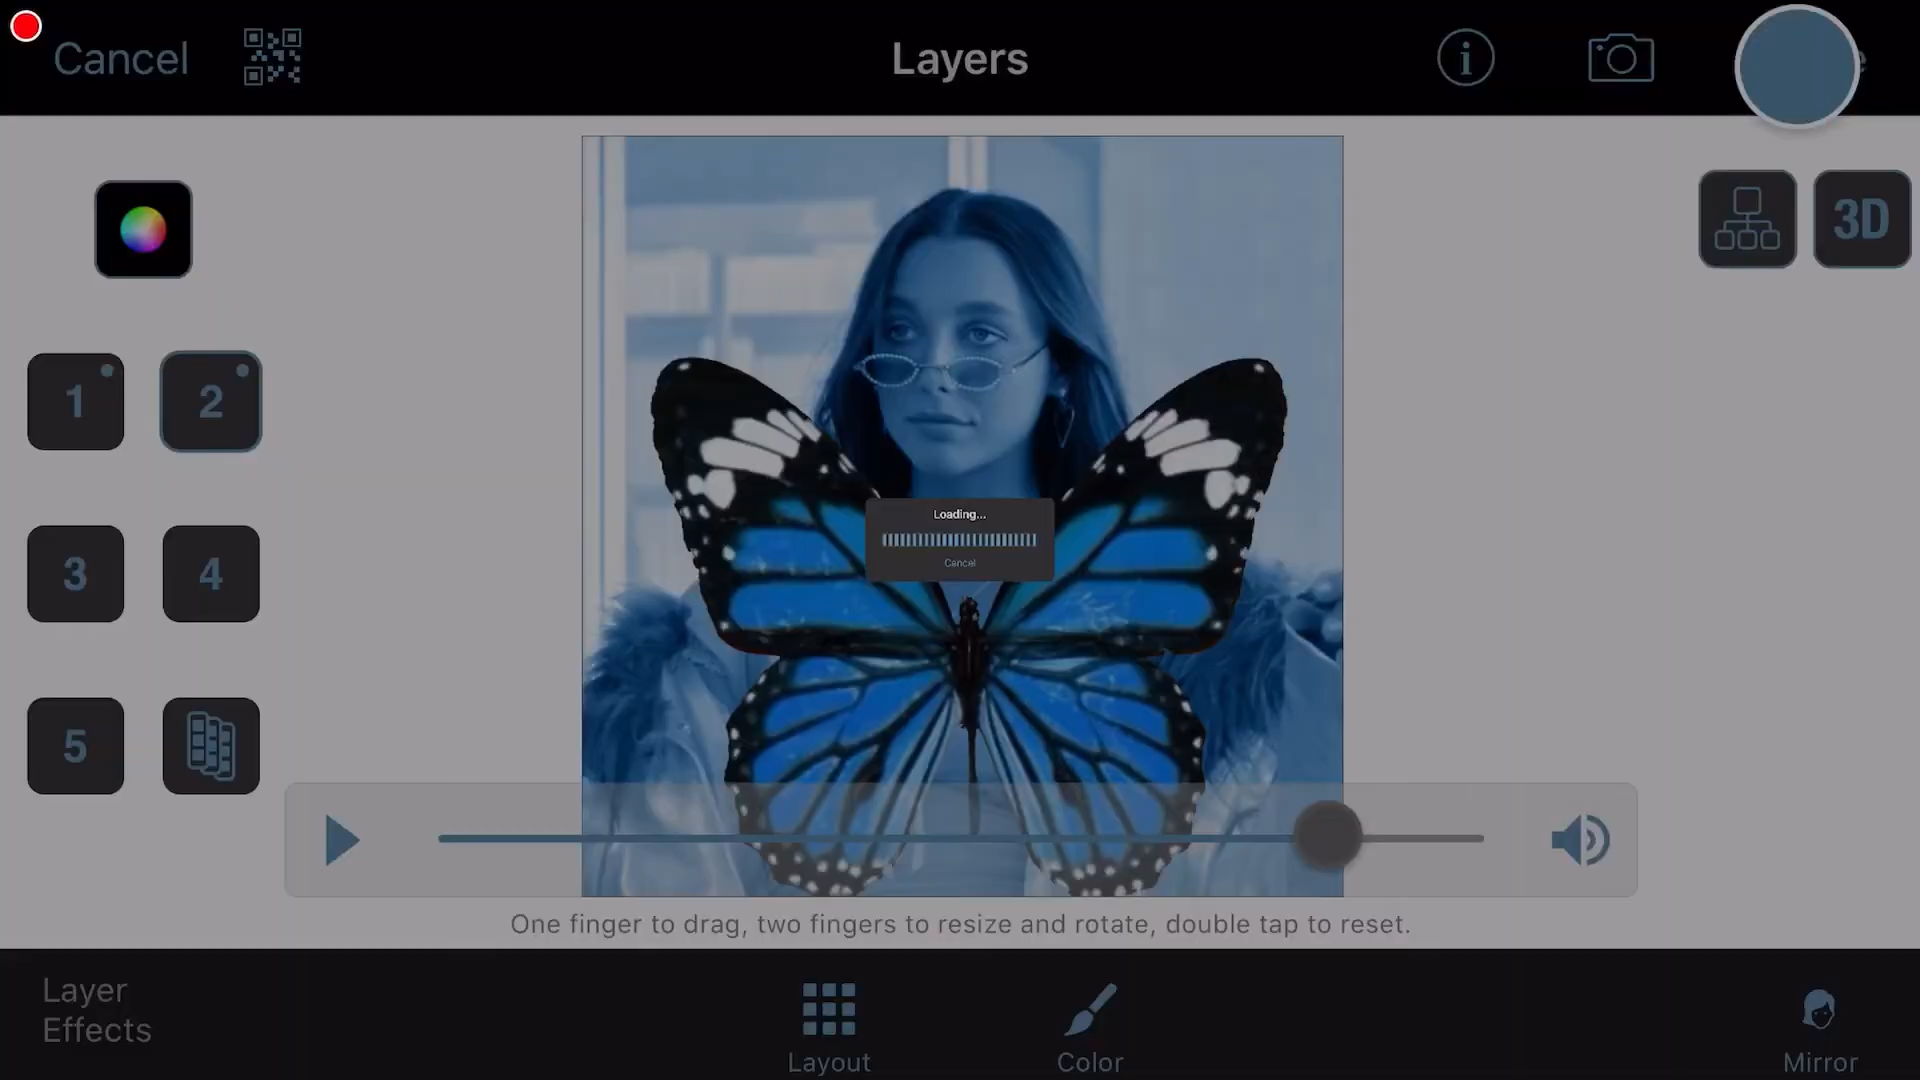 Cancel
Layers
3D
1
2
3
4
5
Loading...
Cancel
One finger to drag, two fingers to resize and rotate, double tap to reset.
Layer
Effects
Layout
Color
Mirror